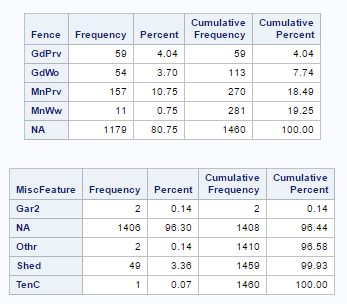 Fence Frequency Percent Cumulative Frequency Cumulative Percent
GdPrv 59 4.04 59 4.04
GdWo 54 3.70 113 7.74
MnPrv 157 10.75 270 18.49
MnWw 11 0.75 281 19.25
NA 1179 80.75 1460 100.00
MiscFeature Frequency Percent Cumulative Frequency Cumulative Percent
Gar2 2 0.14 2 0.14
NA 1406 96.30 1408 96.44
Othr 2 0.14 1410 96.58
Shed 49 3.36 1459 99.93
TenC 1 0.07 1460 100.00